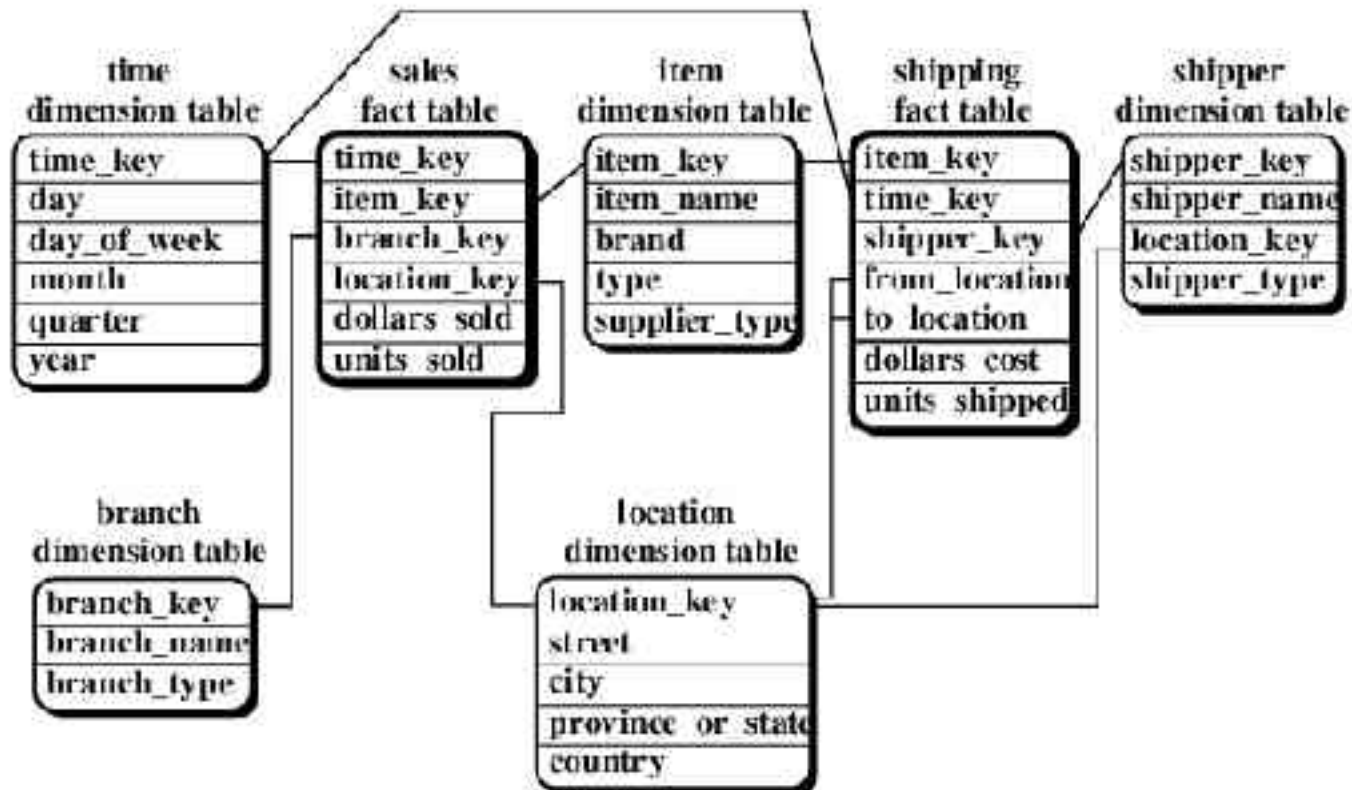 time
dimension table
time_key
day
day_of_week
month
quarter
year
sales
fact table
time_key
item_key
branch_key
location_key
dollars_sold
units_sold
item
dimension table
item_key
item_name
brand
type
supplier_type
shipping
fact table
item_key
time_key
shipper_key
from_location
to_location
dollars_cost
units_shipped
shipper
dimension table
shipper_key
shipper_name
location_key
shipper_type
branch
dimension table
branch_key
branch_name
branch_type
location
dimension table
location_key
street
city
province_or_state
country